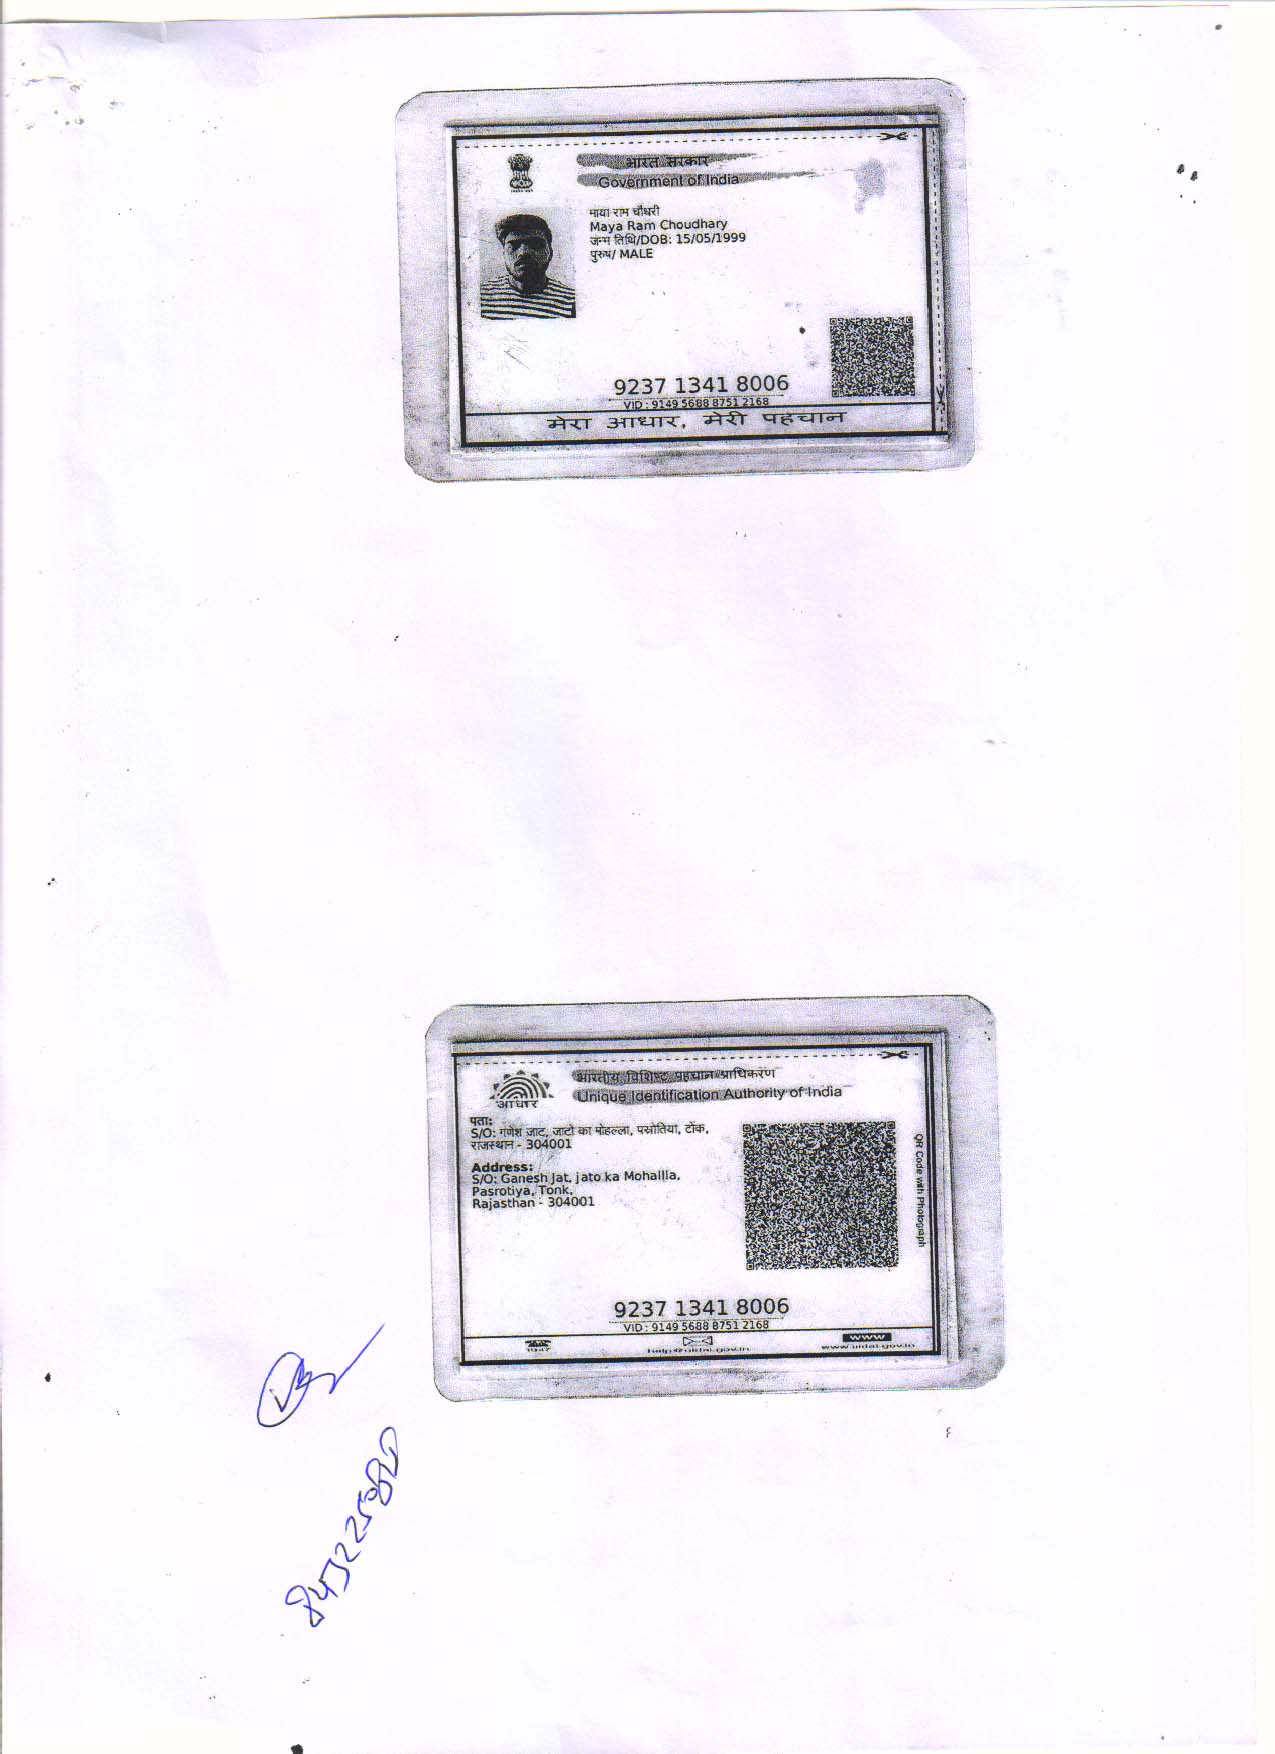 भारत सरकार
Government of India
माया राम चौधरी
Maya Ram Choudhary
जन्म तिथि/DOB: 15/05/1999
पुरुष/ MALE
9237 1341 8006
VID : 9149 5688 8751 2168
मेरा आधार, मेरी पहचान
भारतीय विशिष्ट पहचान प्राधिकरण
Unique Identification Authority of India
आधार
पता:
S/O: गणेश जाट, जाटो का मोहल्ला, पस्रोतिया, टोंक,
राजस्थान - 304001
Address:
S/O: Ganesh Jat, jato ka Mohallla,
Pasrotiya, Tonk,
Rajasthan - 304001
QR Code with Photograph
9237 1341 8006
VID : 9149 5688 8751 2168
1947
help@uidai.gov.in
www
www.uidai.gov.in